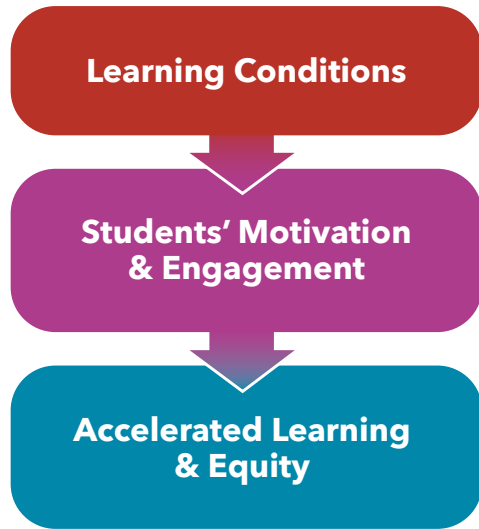 Learning Conditions
Students’ Motivation
& Engagement
Accelerated Learning
& Equity